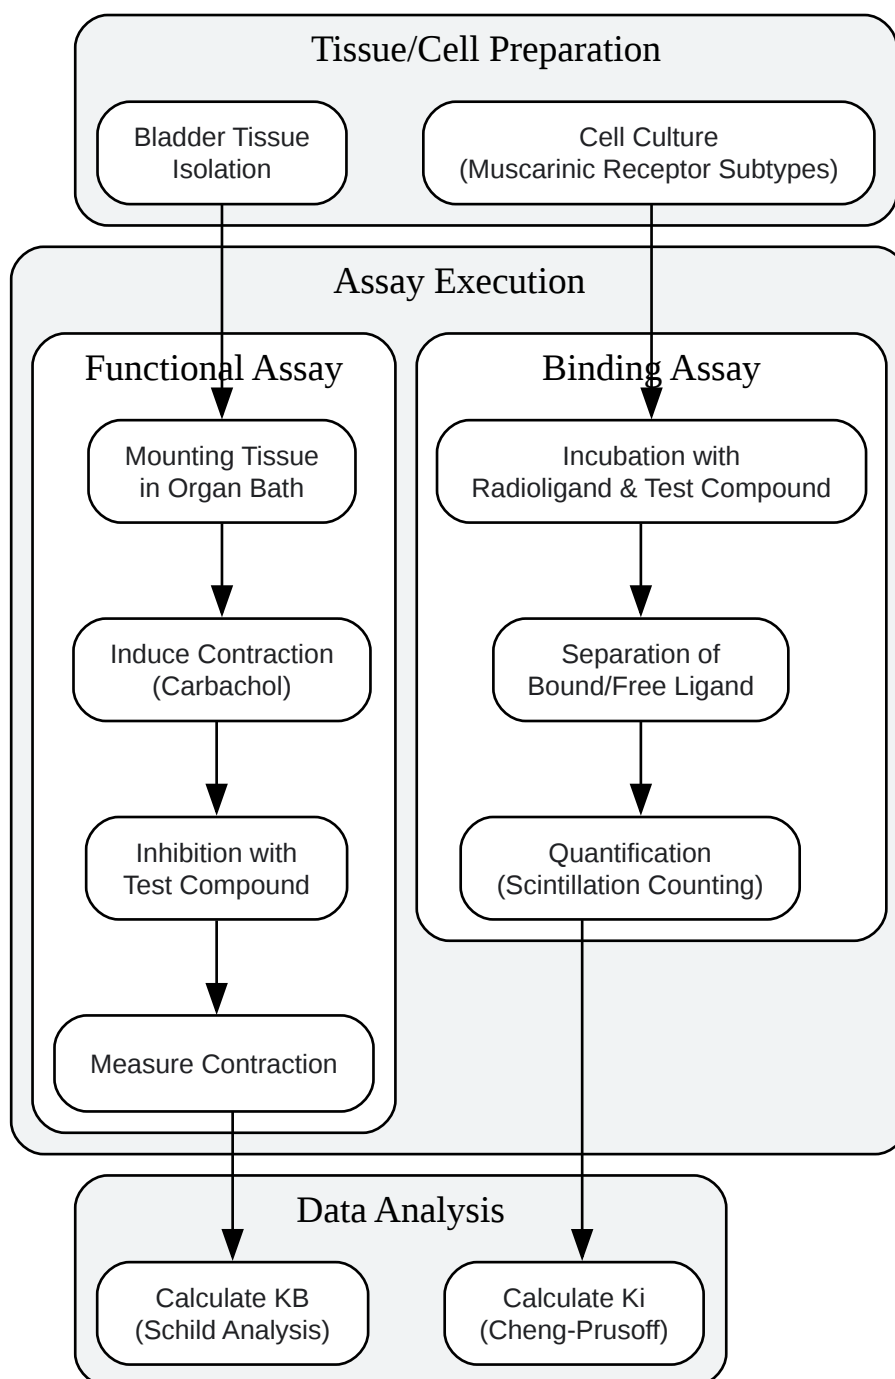 Tissue/Cell Preparation
Bladder Tissue
Isolation
Cell Culture
(Muscarinic Receptor Subtypes)
Assay Execution
Functional Assay
Mounting Tissue
in Organ Bath
Induce Contraction
(Carbachol)
Inhibition with
Test Compound
Measure Contraction
Binding Assay
Incubation with
Radioligand & Test Compound
Separation of
Bound/Free Ligand
Quantification
(Scintillation Counting)
Data Analysis
Calculate KB
(Schild Analysis)
Calculate Ki
(Cheng-Prusoff)